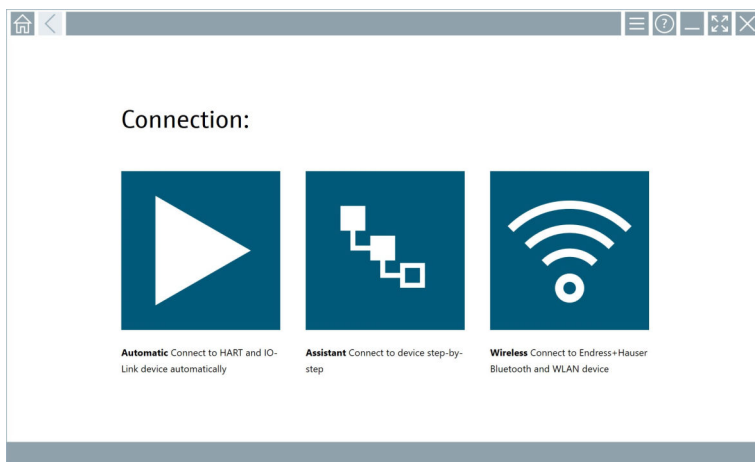 Connection:
Automatic Connect to HART and IO-
Link device automatically
Assistant Connect to device step-by-
step
Wireless Connect to Endress+Hauser
Bluetooth and WLAN device